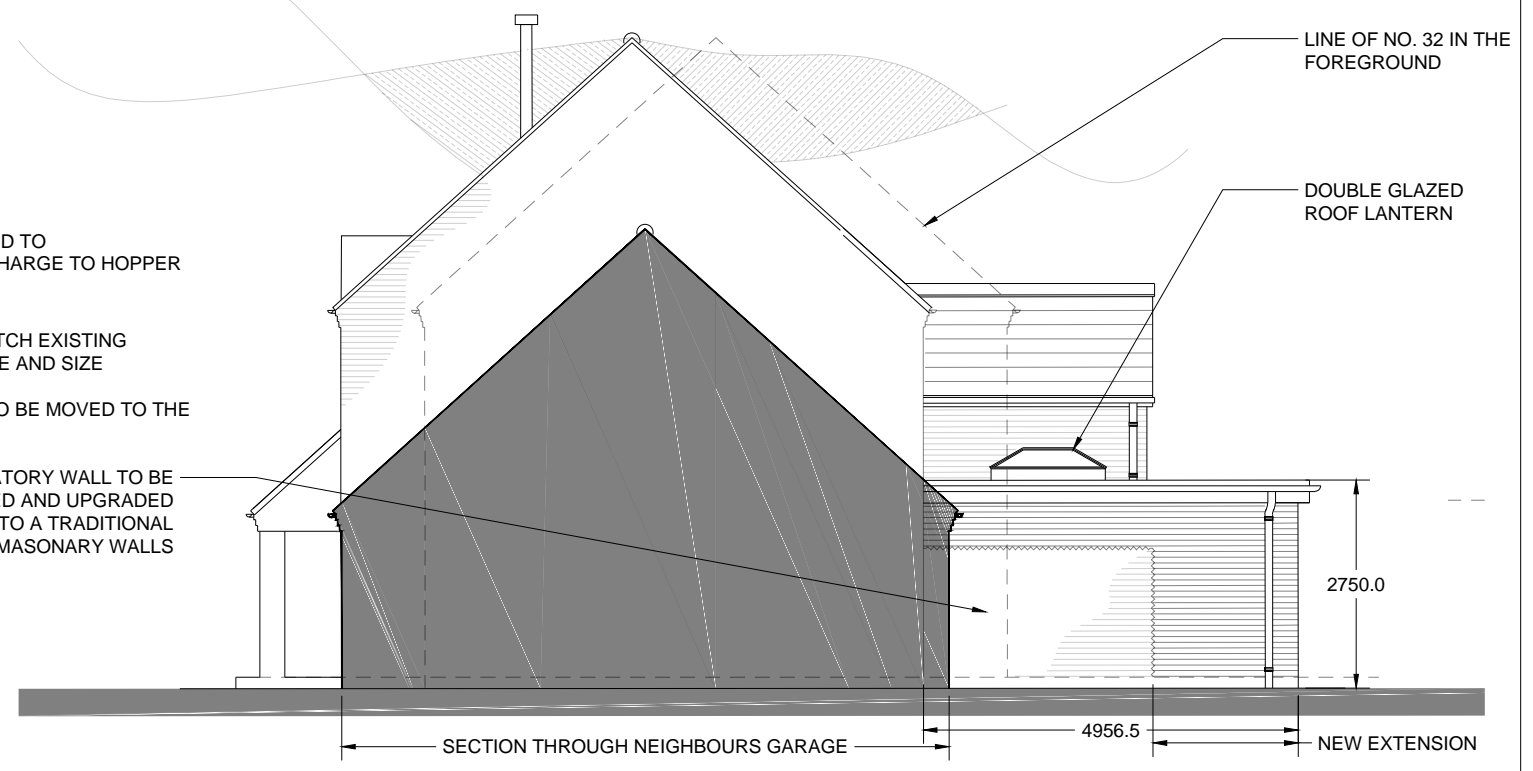 LINE OF NO. 32 IN THE
FOREGROUND
DOUBLE GLAZED
ROOF LANTERN
D TO
HARGE TO HOPPER
TCH EXISTING
E AND SIZE
O BE MOVED TO THE
ATORY WALL TO BE
ED AND UPGRADED
TO A TRADITIONAL
MASONARY WALLS
2750.0
4956.5
SECTION THROUGH NEIGHBOURS GARAGE
NEW EXTENSION